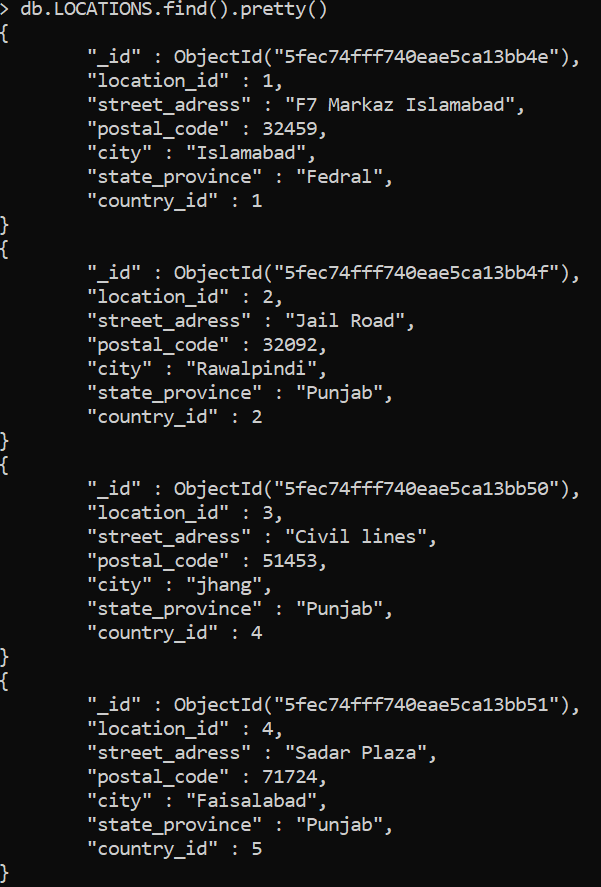 > db.LOCATIONS.find().pretty()
{
        "_id" : ObjectId("5fec74fff740eae5ca13bb4e"),
        "location_id" : 1,
        "street_adress" : "F7 Markaz Islamabad",
        "postal_code" : 32459,
        "city" : "Islamabad",
        "state_province" : "Fedral",
        "country_id" : 1
}
{
        "_id" : ObjectId("5fec74fff740eae5ca13bb4f"),
        "location_id" : 2,
        "street_adress" : "Jail Road",
        "postal_code" : 32092,
        "city" : "Rawalpindi",
        "state_province" : "Punjab",
        "country_id" : 2
}
{
        "_id" : ObjectId("5fec74fff740eae5ca13bb50"),
        "location_id" : 3,
        "street_adress" : "Civil lines",
        "postal_code" : 51453,
        "city" : "jhang",
        "state_province" : "Punjab",
        "country_id" : 4
}
{
        "_id" : ObjectId("5fec74fff740eae5ca13bb51"),
        "location_id" : 4,
        "street_adress" : "Sadar Plaza",
        "postal_code" : 71724,
        "city" : "Faisalabad",
        "state_province" : "Punjab",
        "country_id" : 5
}